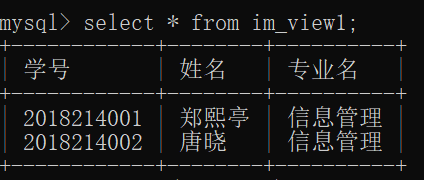 mysql> select * from im_view1;
学号 姓名 专业名
2018214001 郑熙亭 信息管理
2018214002 唐晓 信息管理